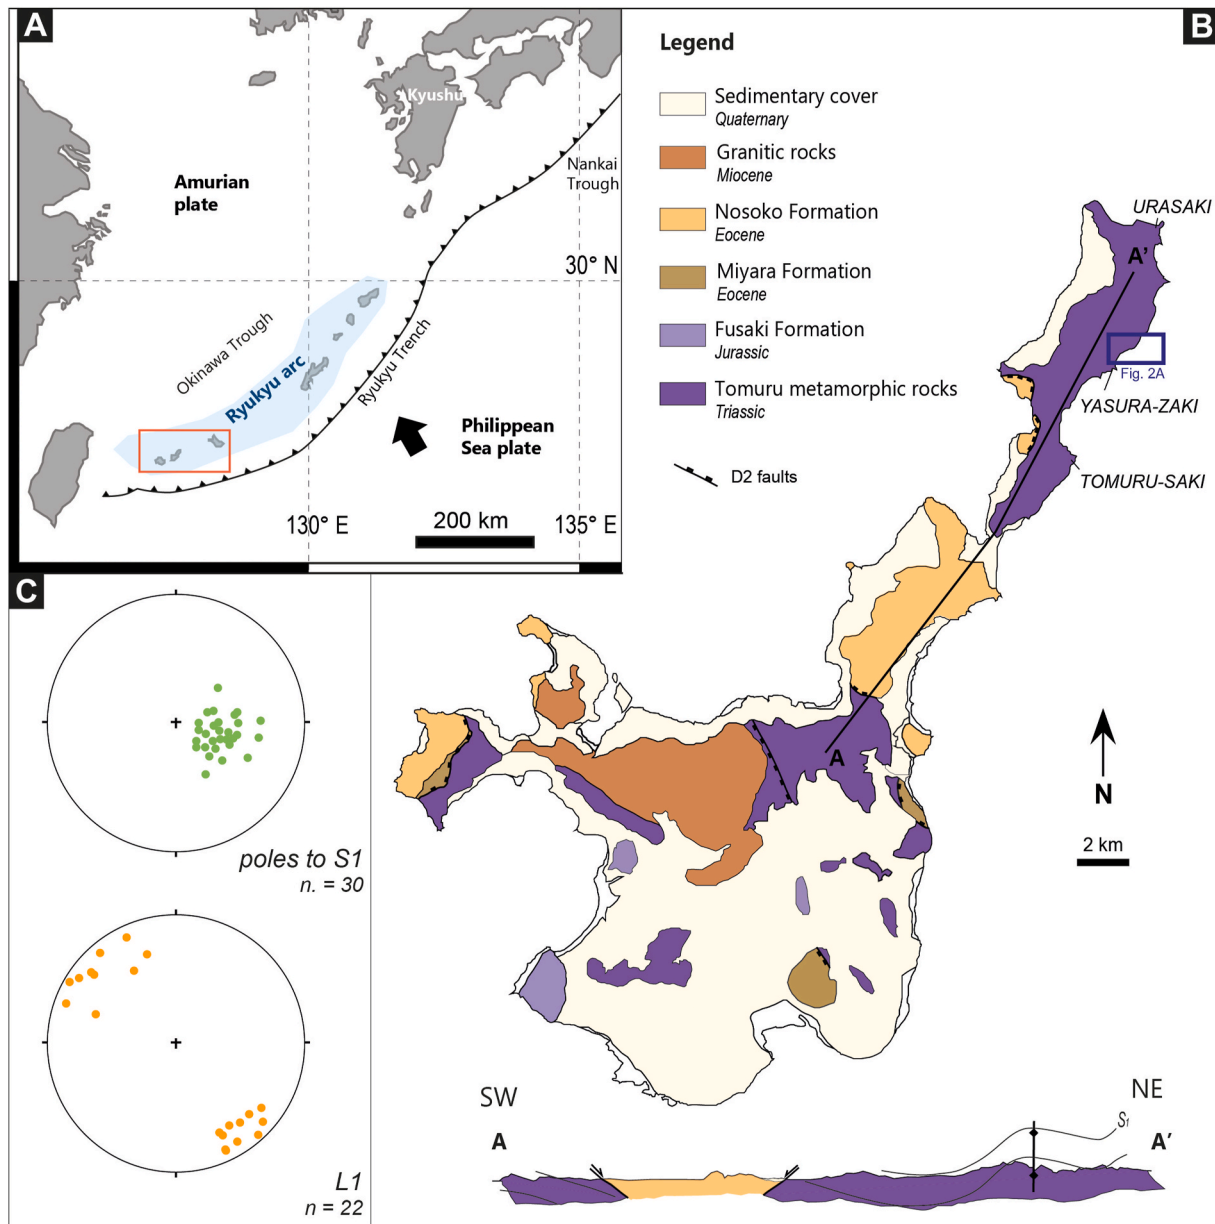 A
Kyushu
Nankai
Trough
Amurian
plate
30° N
Okinawa Trough
Ryukyu arc
Ryukyu Trench
Philippean
Sea plate
130° E
200 km
135° E
B
Legend
Sedimentary cover
Quaternary
Granitic rocks
Miocene
Nosoko Formation
Eocene
Miyara Formation
Eocene
Fusaki Formation
Jurassic
Tomuru metamorphic rocks
Triassic
D2 faults
URASAKI
A'
Fig. 2A
YASURA-ZAKI
TOMURU-SAKI
A
N
2 km
C
poles to S1
n. = 30
L1
n = 22
SW
NE
A
S1
A'